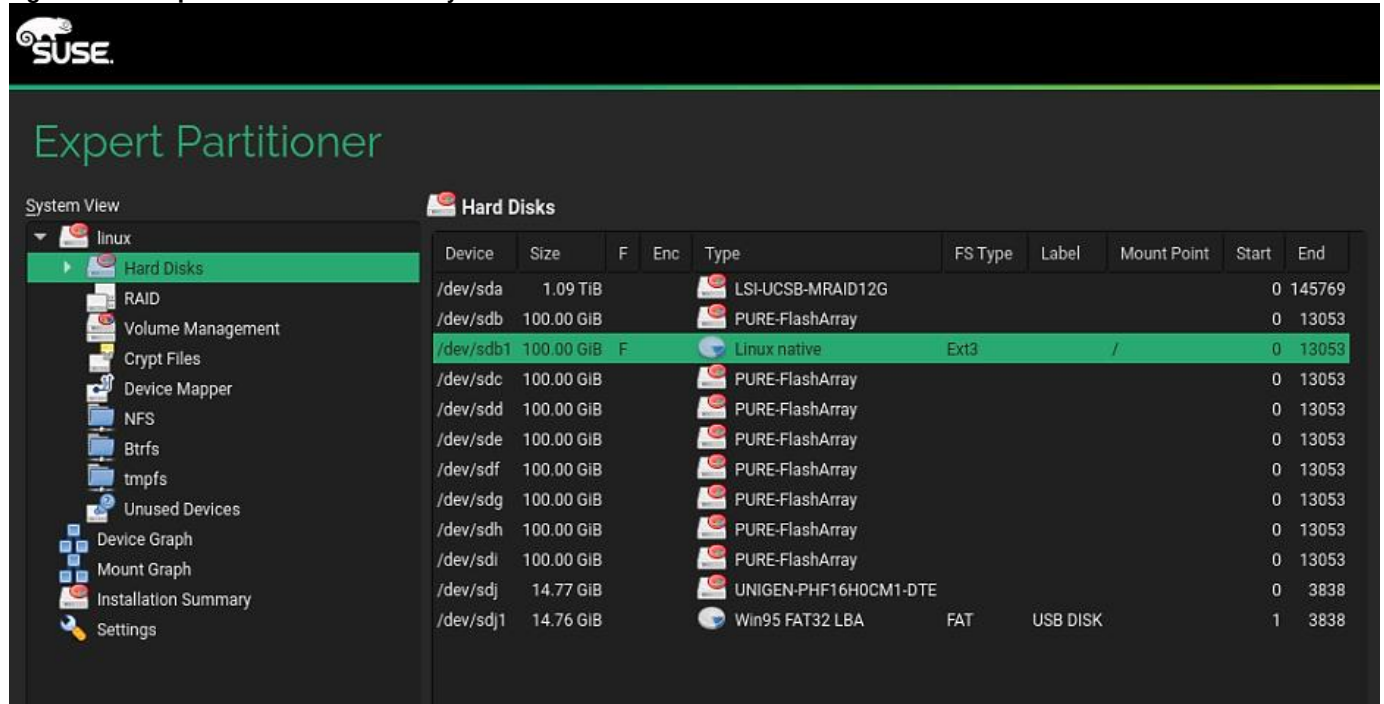 SUSE.
Expert Partitioner
System View
linux
Hard Disks
RAID
Volume Management
Crypt Files
Device Mapper
NFS
Btrfs
tmpfs
Unused Devices
Device Graph
Mount Graph
Installation Summary
Settings
Hard Disks
Device Size F Enc Type FS Type Label Mount Point Start End
/dev/sda 1.09 TiB LSI-UCSB-MRAID12G 0 145769
/dev/sdb 100.00 GiB PURE-FlashArray 0 13053
/dev/sdb1 100.00 GiB F Linux native Ext3 / 0 13053
/dev/sdc 100.00 GiB PURE-FlashArray 0 13053
/dev/sdd 100.00 GiB PURE-FlashArray 0 13053
/dev/sde 100.00 GiB PURE-FlashArray 0 13053
/dev/sdf 100.00 GiB PURE-FlashArray 0 13053
/dev/sdg 100.00 GiB PURE-FlashArray 0 13053
/dev/sdh 100.00 GiB PURE-FlashArray 0 13053
/dev/sdi 100.00 GiB PURE-FlashArray 0 13053
/dev/sdj 14.77 GiB UNIGEN-PHF16H0CM1-DTE 0 3838
/dev/sdj1 14.76 GiB Win95 FAT32 LBA FAT USB DISK 1 3838